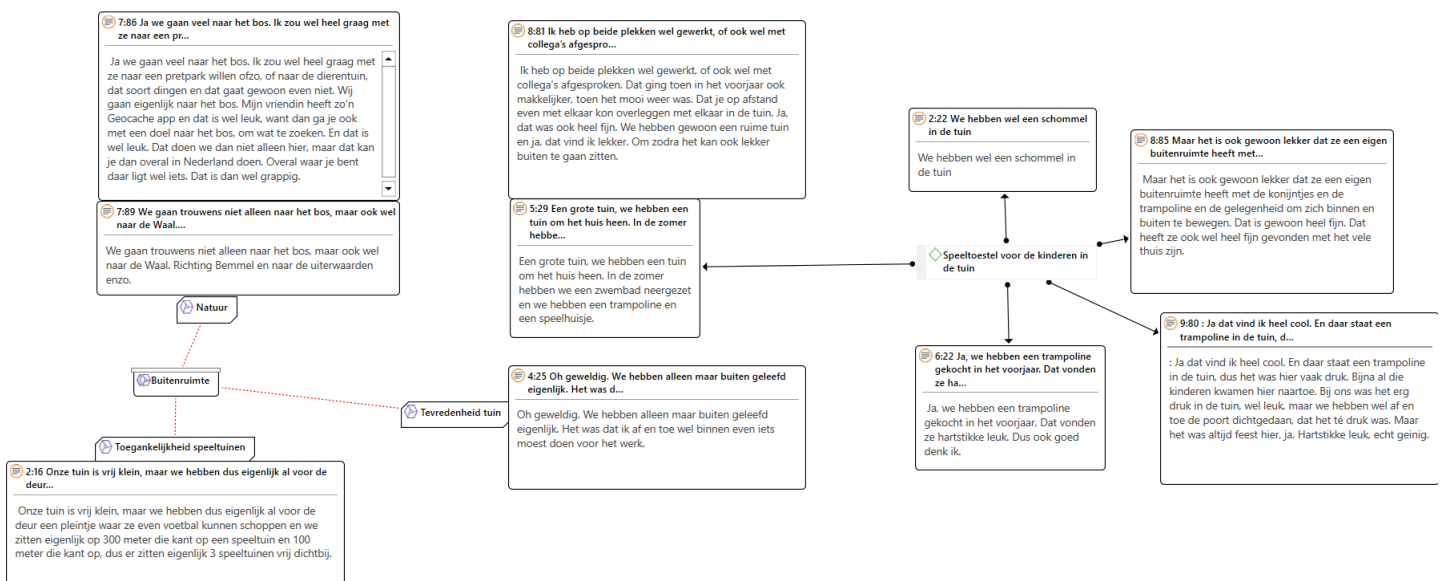 7:86 Ja we gaan veel naar het bos. Ik zou wel heel graag met
ze naar een pr...
Ja we gaan veel naar het bos. Ik zou wel heel graag met
ze naar een pretpark willen ofzo, of naar de dierentuin,
dat soort dingen en dat gaat gewoon even niet. Wij
gaan eigenlijk naar het bos. Mijn vriendin heeft zo'n
Geocache app en dat is wel leuk, want dan ga je ook
met een doel naar het bos, om wat te zoeken. En dat is
wel leuk. Dat doen we dan niet alleen hier, maar dat kan
je dan overal in Nederland doen. Overal waar je bent
daar ligt wel iets. Dat is dan wel grappig.
7:89 We gaan trouwens niet alleen naar het bos, maar ook wel
naar de Waal....
We gaan trouwens niet alleen naar het bos, maar ook wel
naar de Waal. Richting Bemmel en naar de uiterwaarden
enzo.
Natuur
Buitenruimte
Tevredenheid tuin
Toegankelijkheid speeltuinen
2:16 Onze tuin is vrij klein, maar we hebben dus eigenlijk al voor de
deur...
Onze tuin is vrij klein, maar we hebben dus eigenlijk al voor de
deur een pleintje waar ze even voetbal kunnen schoppen en we
zitten eigenlijk op 300 meter die kant op een speeltuin en 100
meter die kant op, dus er zitten eigenlijk 3 speeltuinen vrij dichtbij.
8:81 Ik heb op beide plekken wel gewerkt, of ook wel met
collega's afgespro...
Ik heb op beide plekken wel gewerkt, of ook wel met
collega's afgesproken. Dat ging toen in het voorjaar ook
makkelijker, toen het mooi weer was. Dat je op afstand
even met elkaar kon overleggen met elkaar in de tuin. Ja,
dat was ook heel fijn. We hebben gewoon een ruime tuin
en ja, dat vind ik lekker. Om zodra het kan ook lekker
buiten te gaan zitten.
5:29 Een grote tuin, we hebben een
tuin om het huis heen. In de zomer
hebbe...
Een grote tuin, we hebben een tuin
om het huis heen. In de zomer
hebben we een zwembad neergezet
en we hebben een trampoline en
een speelhuisje.
4:25 Oh geweldig. We hebben alleen maar buiten geleefd
eigenlijk. Het was d...
Oh geweldig. We hebben alleen maar buiten geleefd
eigenlijk. Het was dat ik af en toe wel binnen even iets
moest doen voor het werk.
2:22 We hebben wel een schommel
in de tuin
We hebben wel een schommel in
de tuin
Speeltoestel voor de kinderen in
de tuin
6:22 Ja, we hebben een trampoline
gekocht in het voorjaar. Dat vonden
ze ha...
Ja, we hebben een trampoline
gekocht in het voorjaar. Dat vonden
ze hartstikke leuk. Dus ook goed
denk ik.
8:85 Maar het is ook gewoon lekker dat ze een eigen
buitenruimte heeft met...
Maar het is ook gewoon lekker dat ze een eigen
buitenruimte heeft met de konijntjes en de
trampoline en de gelegenheid om zich binnen en
buiten te bewegen. Dat is gewoon heel fijn. Dat
heeft ze ook wel heel fijn gevonden met het vele
thuis zijn.
9:80 : Ja dat vind ik heel cool. En daar staat een
trampoline in de tuin, d...
: Ja dat vind ik heel cool. En daar staat een trampoline
in de tuin, dus het was hier vaak druk. Bijna al die
kinderen kwamen hier naartoe. Bij ons was het erg
druk in de tuin, wel leuk, maar we hebben wel af en
toe de poort dichtgedaan, dat het té druk was. Maar
het was altijd feest hier, ja. Hartstikke leuk, echt geinig.